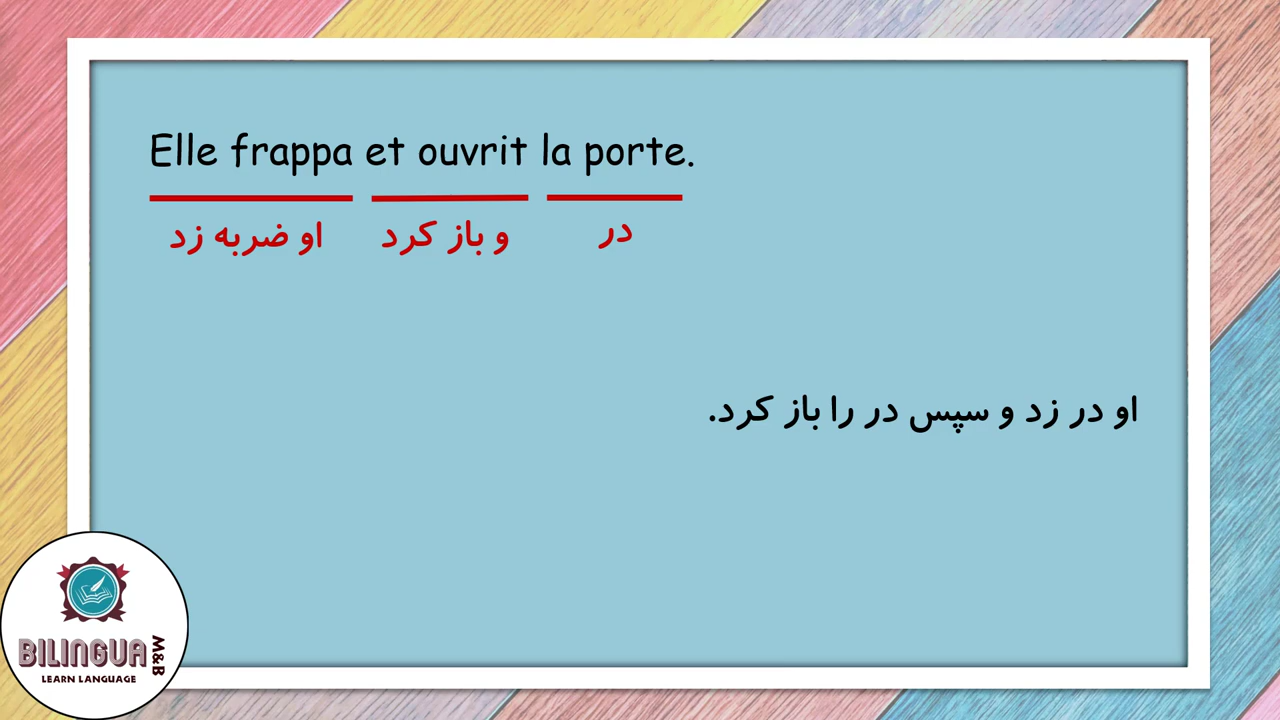 Elle frappa et ouvrit la porte.
او ضربه زد
و باز کرد
در
او در زد و سپس در را باز کرد.
BILINGUA
M&B
LEARN LANGUAGE